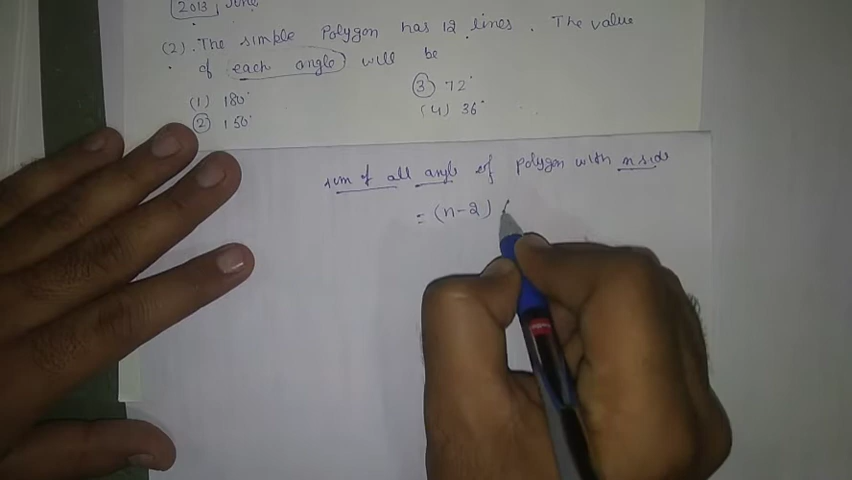 2013, June
(2). The simple Polygon has 12 lines. The value
of each angle will be
(1) 180°
(3) 72°
(2) 150°
(4) 36°
sum of all angle of polygon with n side
= (n-2)